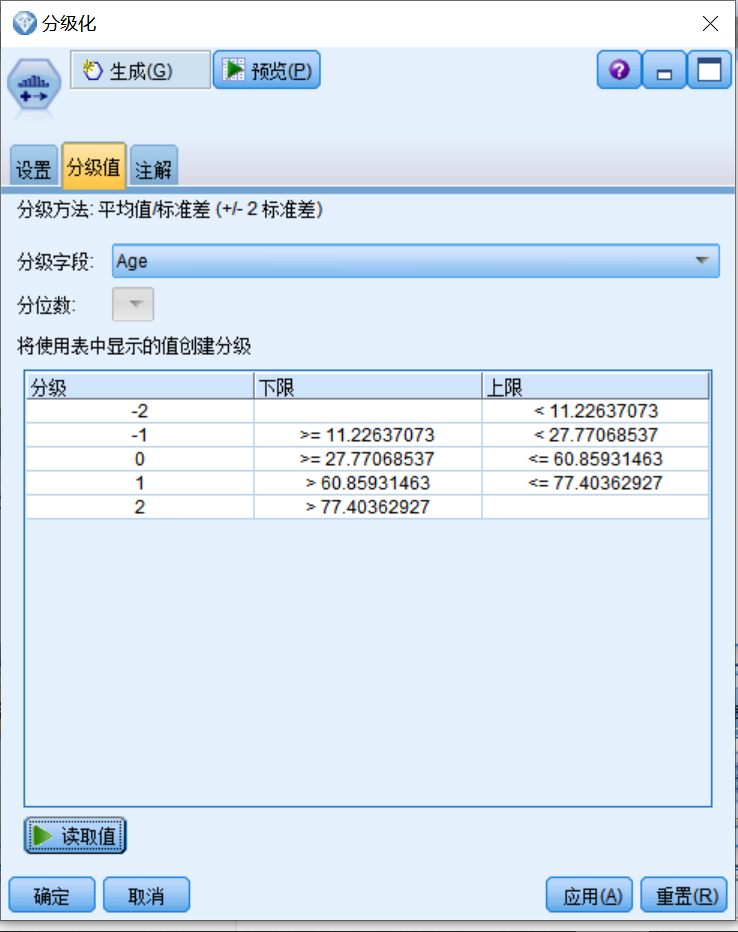 分级化
生成(G) 预览(P)
设置 分级值 注解
分级方法: 平均值/标准差 (+/- 2 标准差)
分级字段: Age
分位数:
将使用表中显示的值创建分级
分级 下限 上限
-2 < 11.22637073
-1 >= 11.22637073 < 27.77068537
0 >= 27.77068537 <= 60.85931463
1 > 60.85931463 <= 77.40362927
2 > 77.40362927
读取值
确定 取消 应用(A) 重置(R)